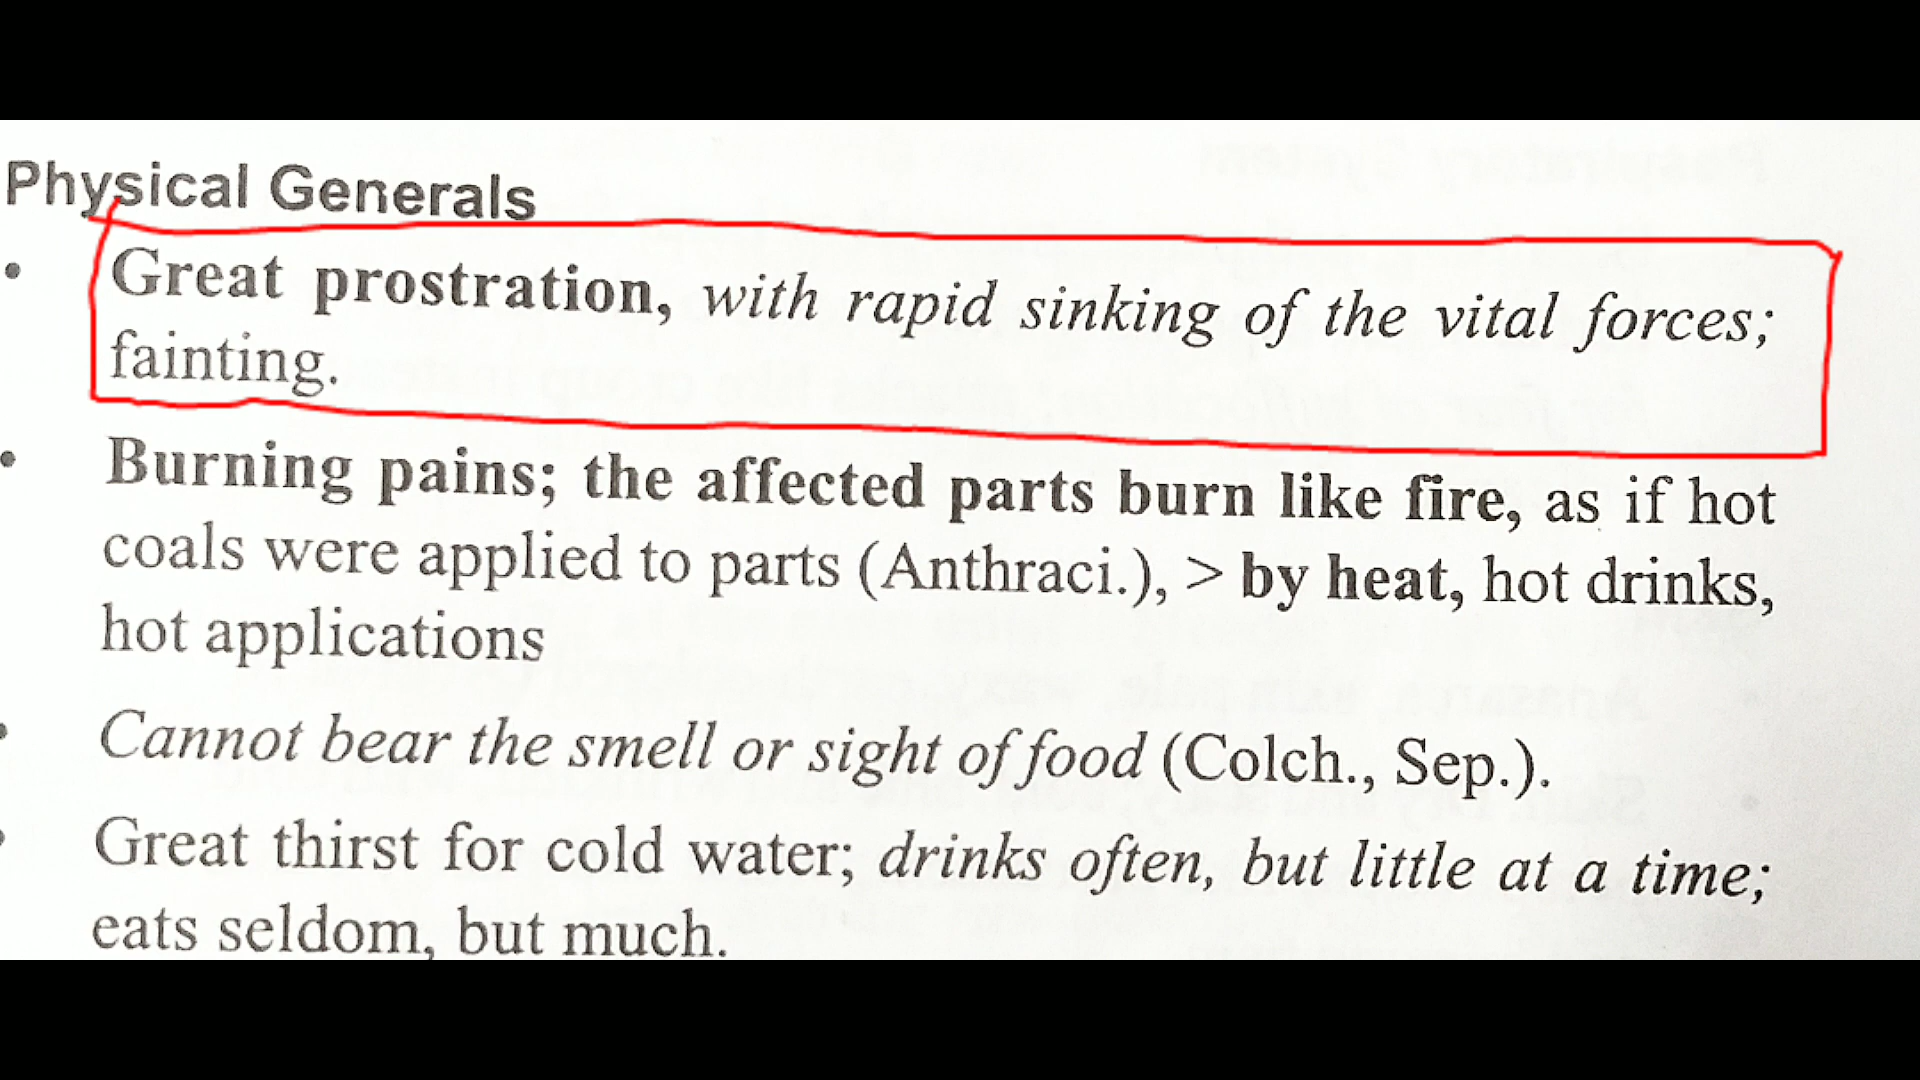 Physical Generals
• Great prostration, with rapid sinking of the vital forces;
fainting.
• Burning pains; the affected parts burn like fire, as if hot
coals were applied to parts (Anthraci.), > by heat, hot drinks,
hot applications
• Cannot bear the smell or sight of food (Colch., Sep.).
• Great thirst for cold water; drinks often, but little at a time;
eats seldom, but much.